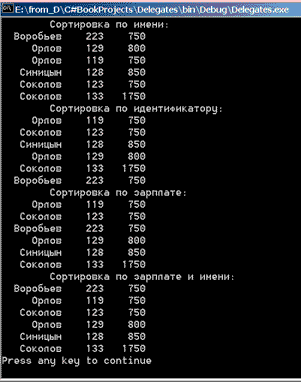 E:\from_D\C#BookProjects\Delegates\bin\Debug\Delegates.exe
Сортировка по имени:
Воробьев 223 750
Орлов 129 800
Орлов 119 750
Синицын 128 850
Соколов 123 750
Соколов 133 1750
Сортировка по идентификатору:
Орлов 119 750
Соколов 123 750
Синицын 128 850
Орлов 129 800
Соколов 133 1750
Воробьев 223 750
Сортировка по зарплате:
Орлов 119 750
Соколов 123 750
Воробьев 223 750
Орлов 129 800
Синицын 128 850
Соколов 133 1750
Сортировка по зарплате и имени:
Воробьев 223 750
Орлов 119 750
Соколов 123 750
Орлов 129 800
Синицын 128 850
Соколов 133 1750
Press any key to continue